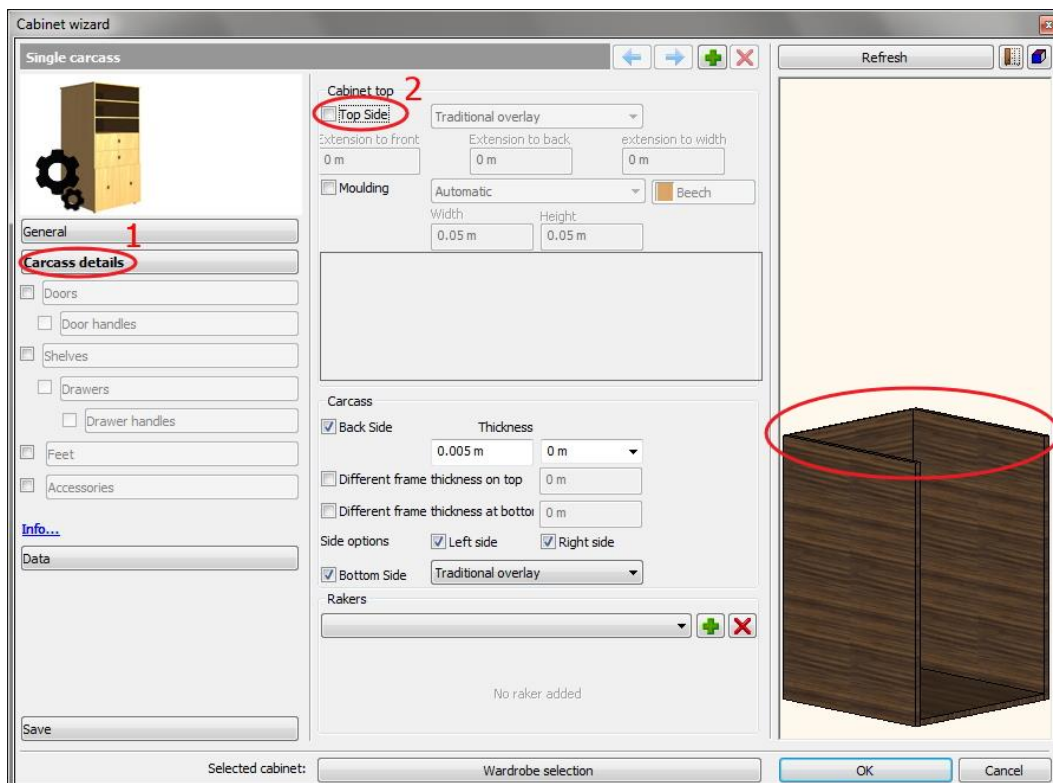 Cabinet wizard
Single carcass
Refresh
General
1
Carcass details
Doors
Door handles
Shelves
Drawers
Drawer handles
Feet
Accessories
Info...
Data
Save
Cabinet top
2
Top Side
Traditional overlay
Extension to front
Extension to back
extension to width
0 m
0 m
0 m
Moulding
Automatic
Beech
Width
Height
0.05 m
0.05 m
Carcass
Back Side
Thickness
0.005 m
0 m
Different frame thickness on top
0 m
Different frame thickness at bottor
0 m
Side options
Left side
Right side
Bottom Side
Traditional overlay
Rakers
No raker added
Selected cabinet:
Wardrobe selection
OK
Cancel